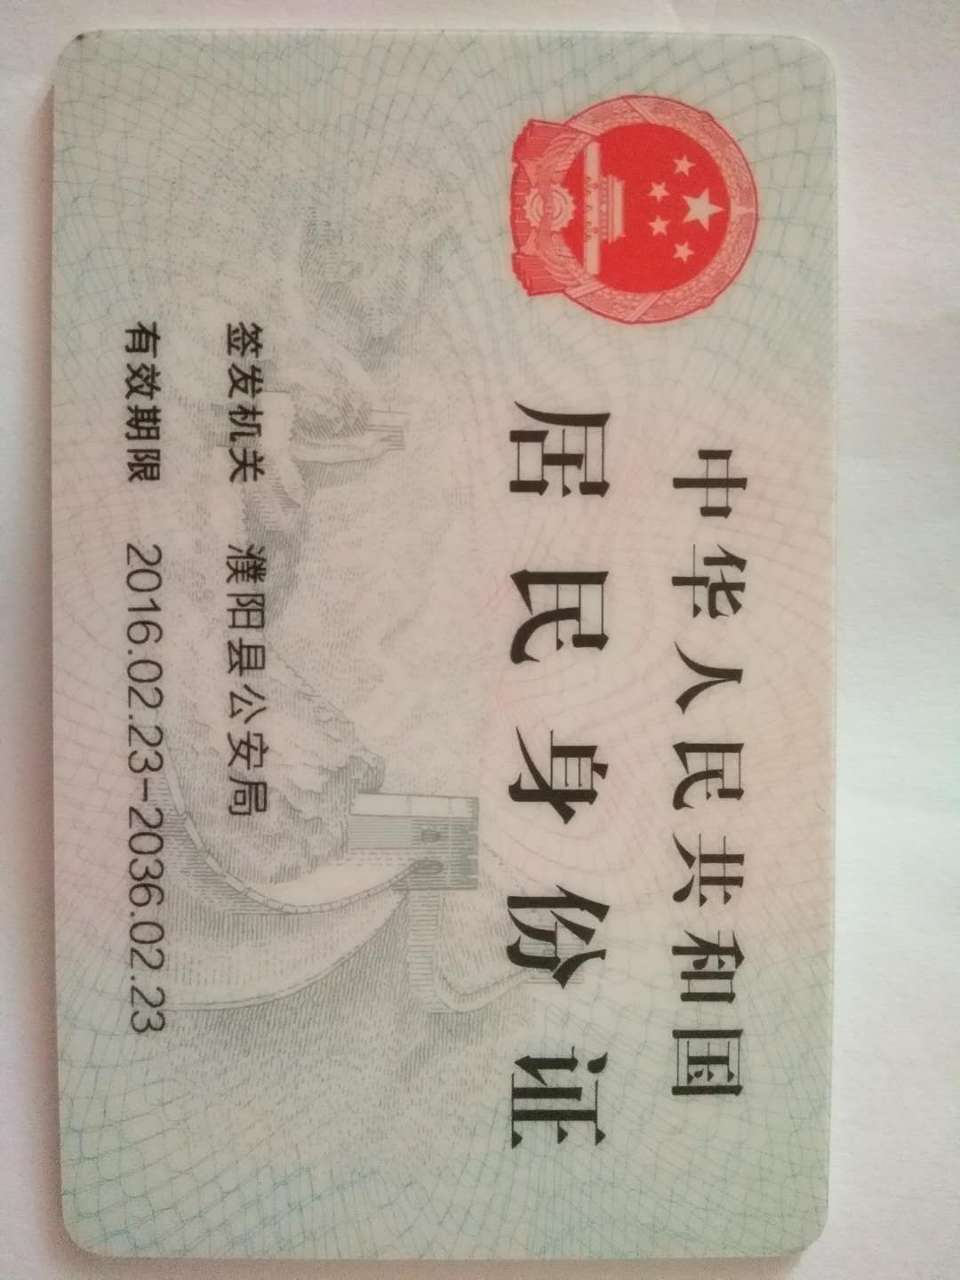 中华人民共和国
居民身份证
签发机关 濮阳县公安局
有效期限 2016.02.23-2036.02.23